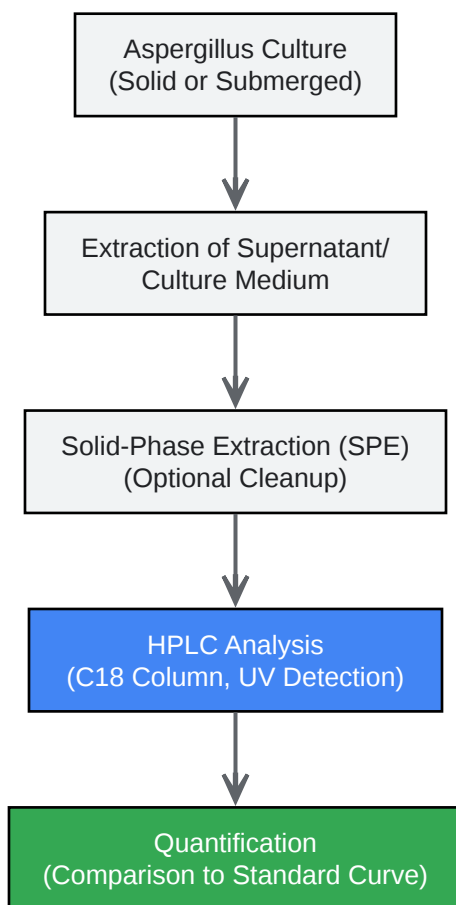 Aspergillus Culture
(Solid or Submerged)
Extraction of Supernatant/
Culture Medium
Solid-Phase Extraction (SPE)
(Optional Cleanup)
HPLC Analysis
(C18 Column, UV Detection)
Quantification
(Comparison to Standard Curve)